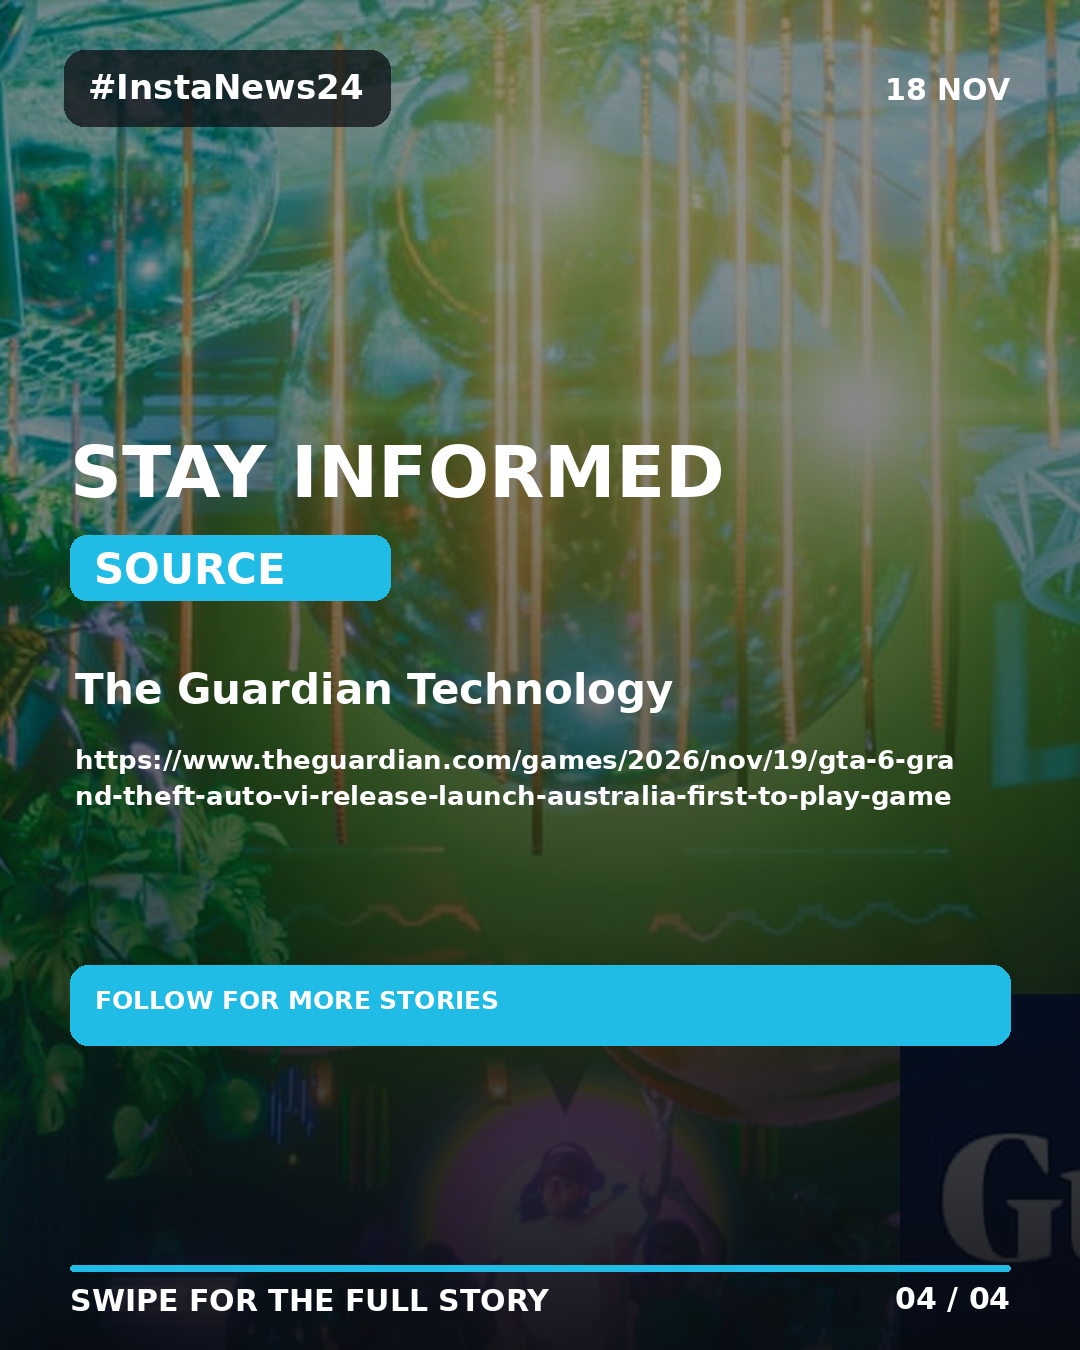 #InstaNews24
18 NOV
STAY INFORMED
SOURCE
The Guardian Technology
https://www.theguardian.com/games/2026/nov/19/gta-6-gra
nd-theft-auto-vi-release-launch-australia-first-to-play-game
FOLLOW FOR MORE STORIES
SWIPE FOR THE FULL STORY
04 / 04